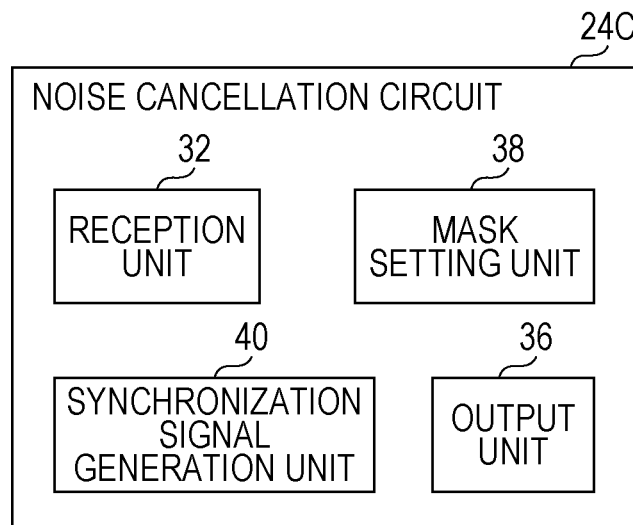 24C
NOISE CANCELLATION CIRCUIT
32
RECEPTION
UNIT
38
MASK
SETTING UNIT
40
SYNCHRONIZATION
SIGNAL
GENERATION UNIT
36
OUTPUT
UNIT